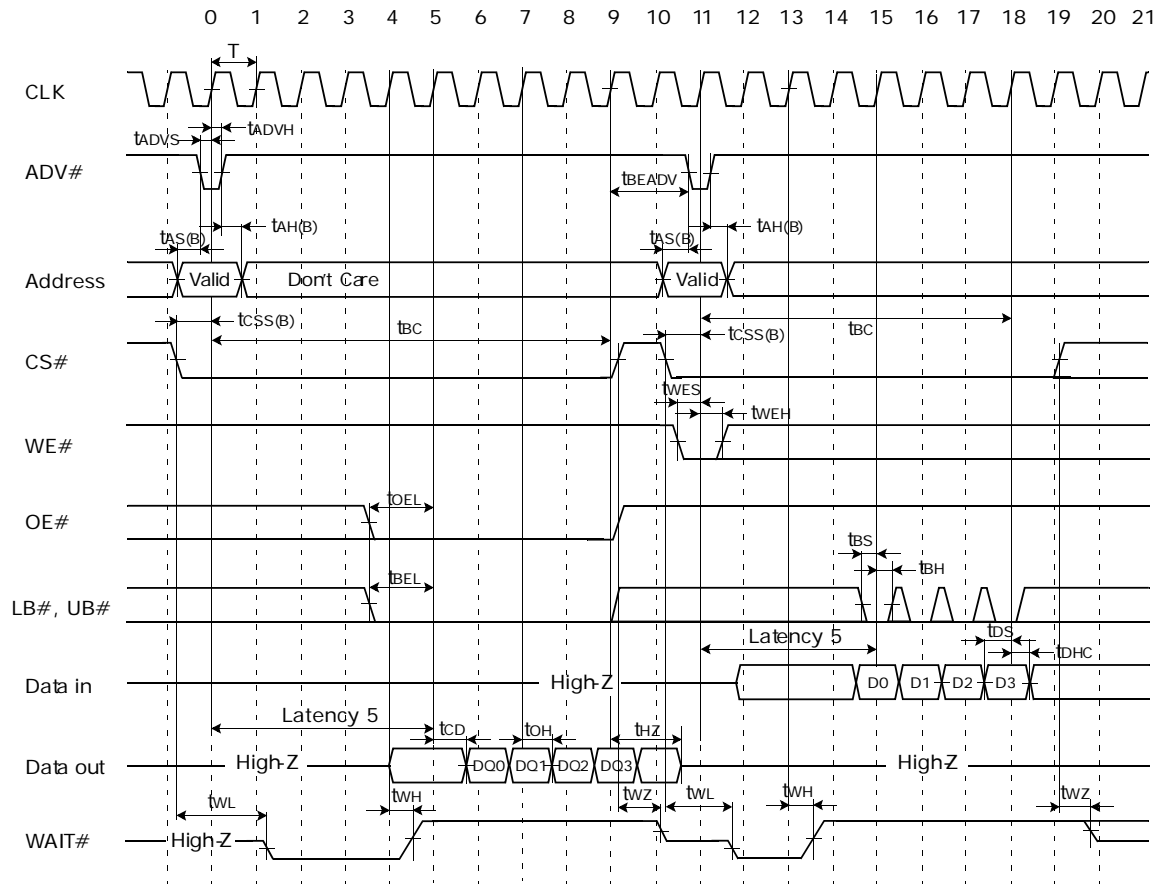 0 1 2 3 4 5 6 7 8 9 10 11 12 13 14 15 16 17 18 19 20 21
T
CLK
tADVS tADVH
ADV#
tBEADV
tAH(B) tAH(B)
tAS(B) tAS(B)
Address Valid Don't Care Valid
tCSS(B) tBC tCSS(B) tBC
CS#
tWES
tWEH
WE#
tOEL
OE#
tBS
tBH
tBEL
LB#, UB#
Latency 5 tDS
tDHC
Data in High-Z D0 D1 D2 D3
Latency 5
tCD tOH tHZ
Data out High-Z DQ0 DQ1 DQ2 DQ3 High-Z
tWL tWH tWZ tWL tWH tWZ
WAIT# High-Z